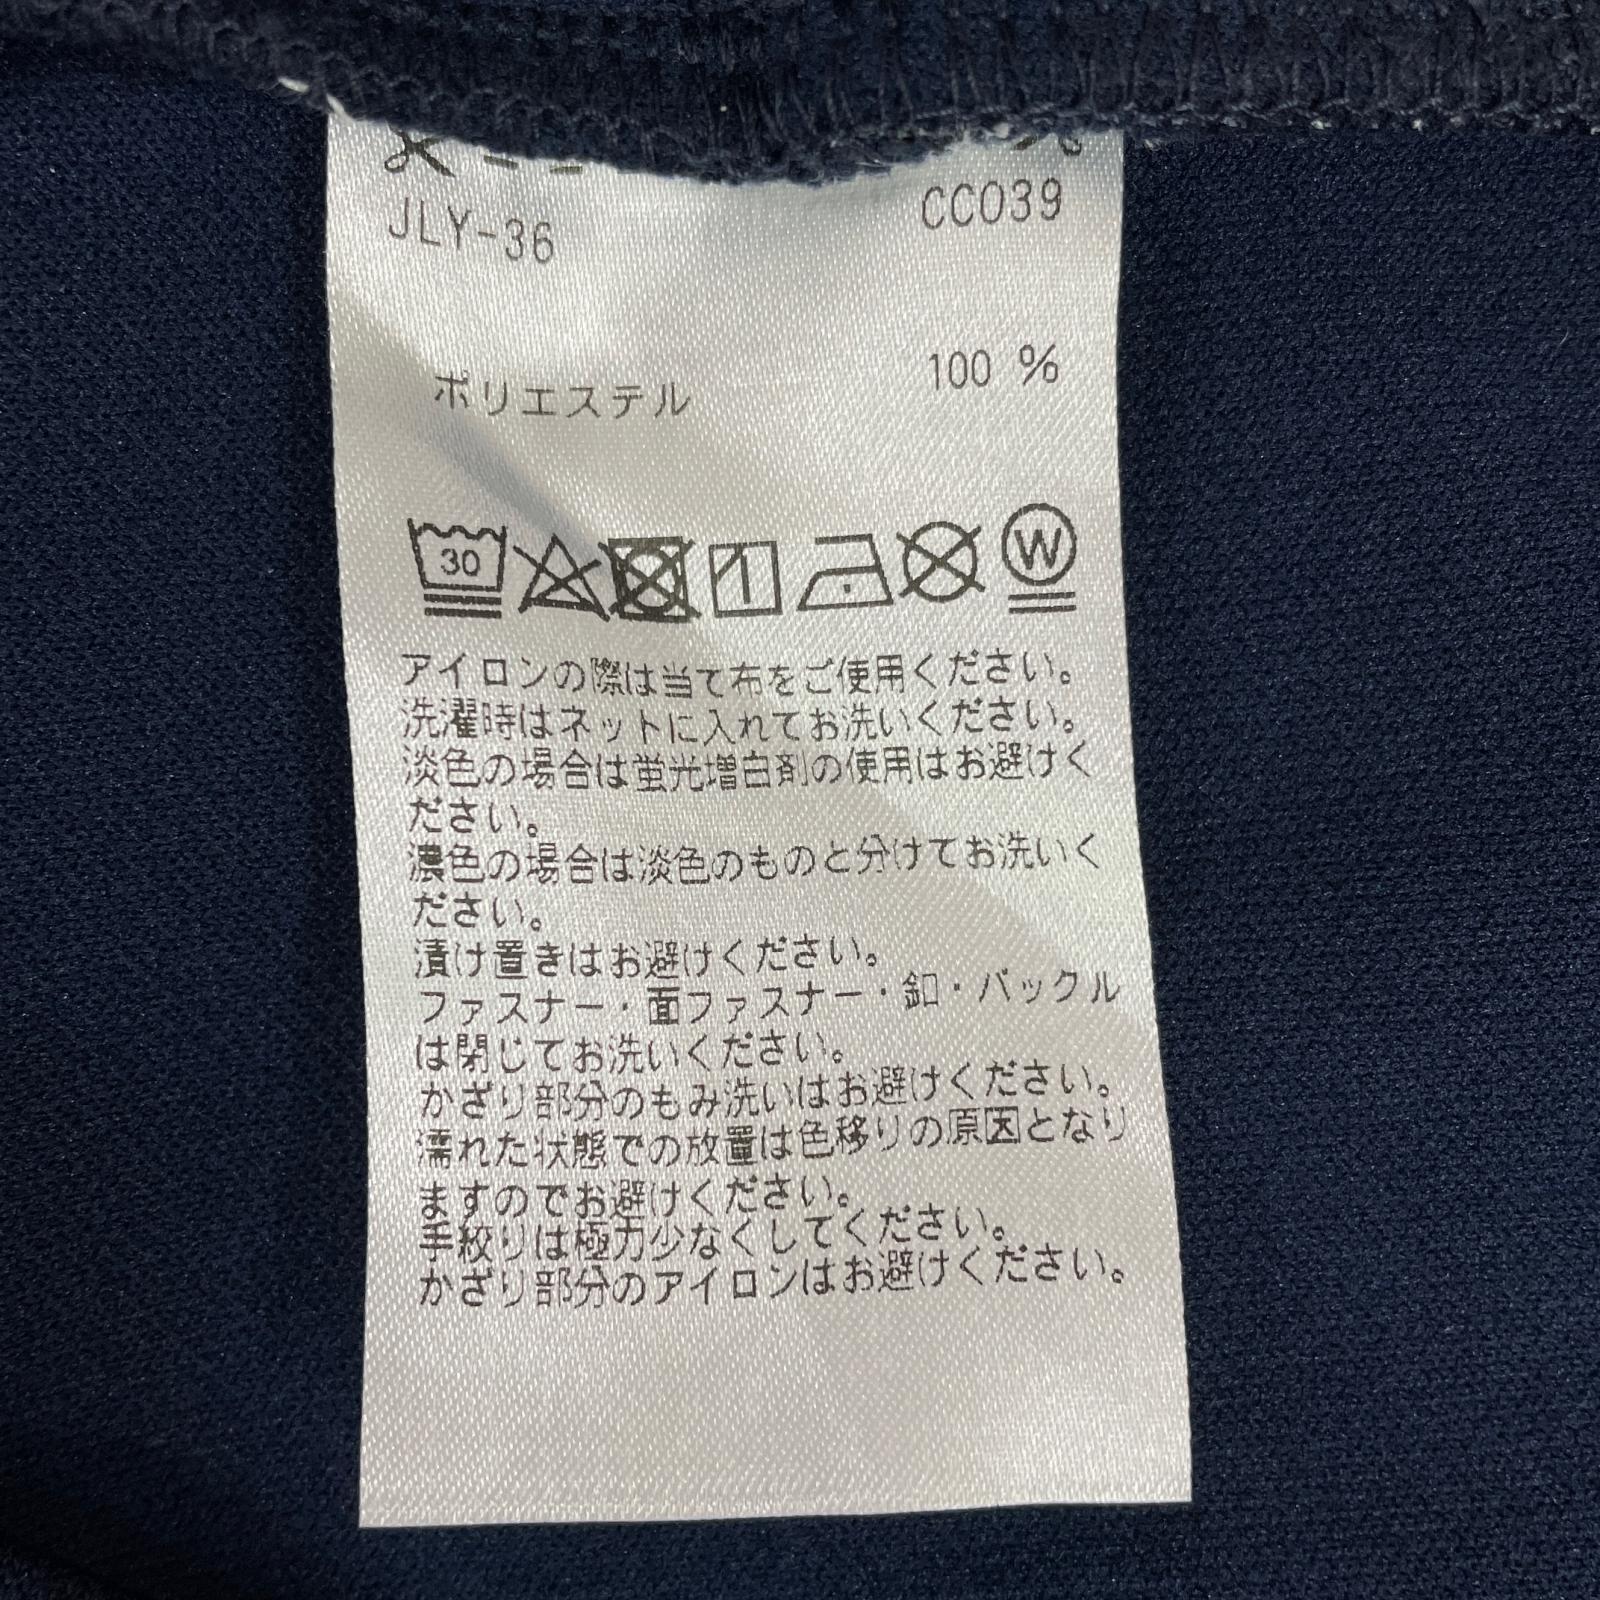 CC039
JLY-36
ポリエステル 100 %
30 W
アイロンの際は当て布をご使用ください。
洗濯時はネットに入れてお洗いください。
淡色の場合は蛍光増白剤の使用はお避けく
ださい。
濃色の場合は淡色のものと分けてお洗いく
ださい。
漬け置きはお避けください。
ファスナー・面ファスナー・釦・バックル
は閉じてお洗いください。
かざり部分のもみ洗いはお避けください。
濡れた状態での放置は色移りの原因となり
ますのでお避けください。
手絞りは極力少なくしてください。
かざり部分のアイロンはお避けください。